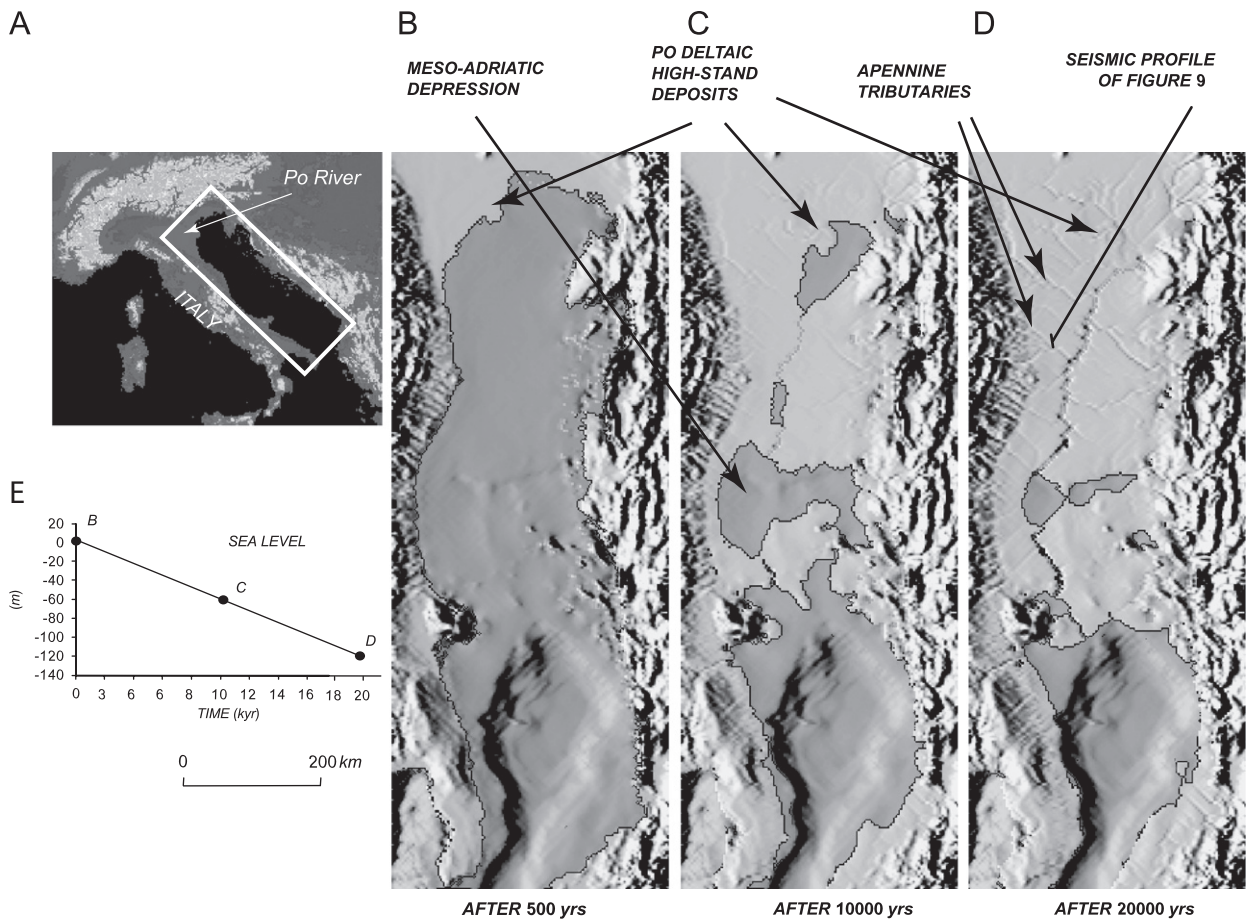 A
B
C
D
MESO-ADRIATIC
DEPRESSION
PO DELTAIC
HIGH-STAND
DEPOSITS
APENNINE
TRIBUTARIES
SEISMIC PROFILE
OF FIGURE 9
Po River
ITALY
E
20
0
-20
-40
-60
-80
-100
-120
-140
(m)
B
SEA LEVEL
C
D
0 3 6 6 8 10 12 14 16 18 20
TIME (kyr)
0 200 km
AFTER 500 yrs
AFTER 10000 yrs
AFTER 20000 yrs